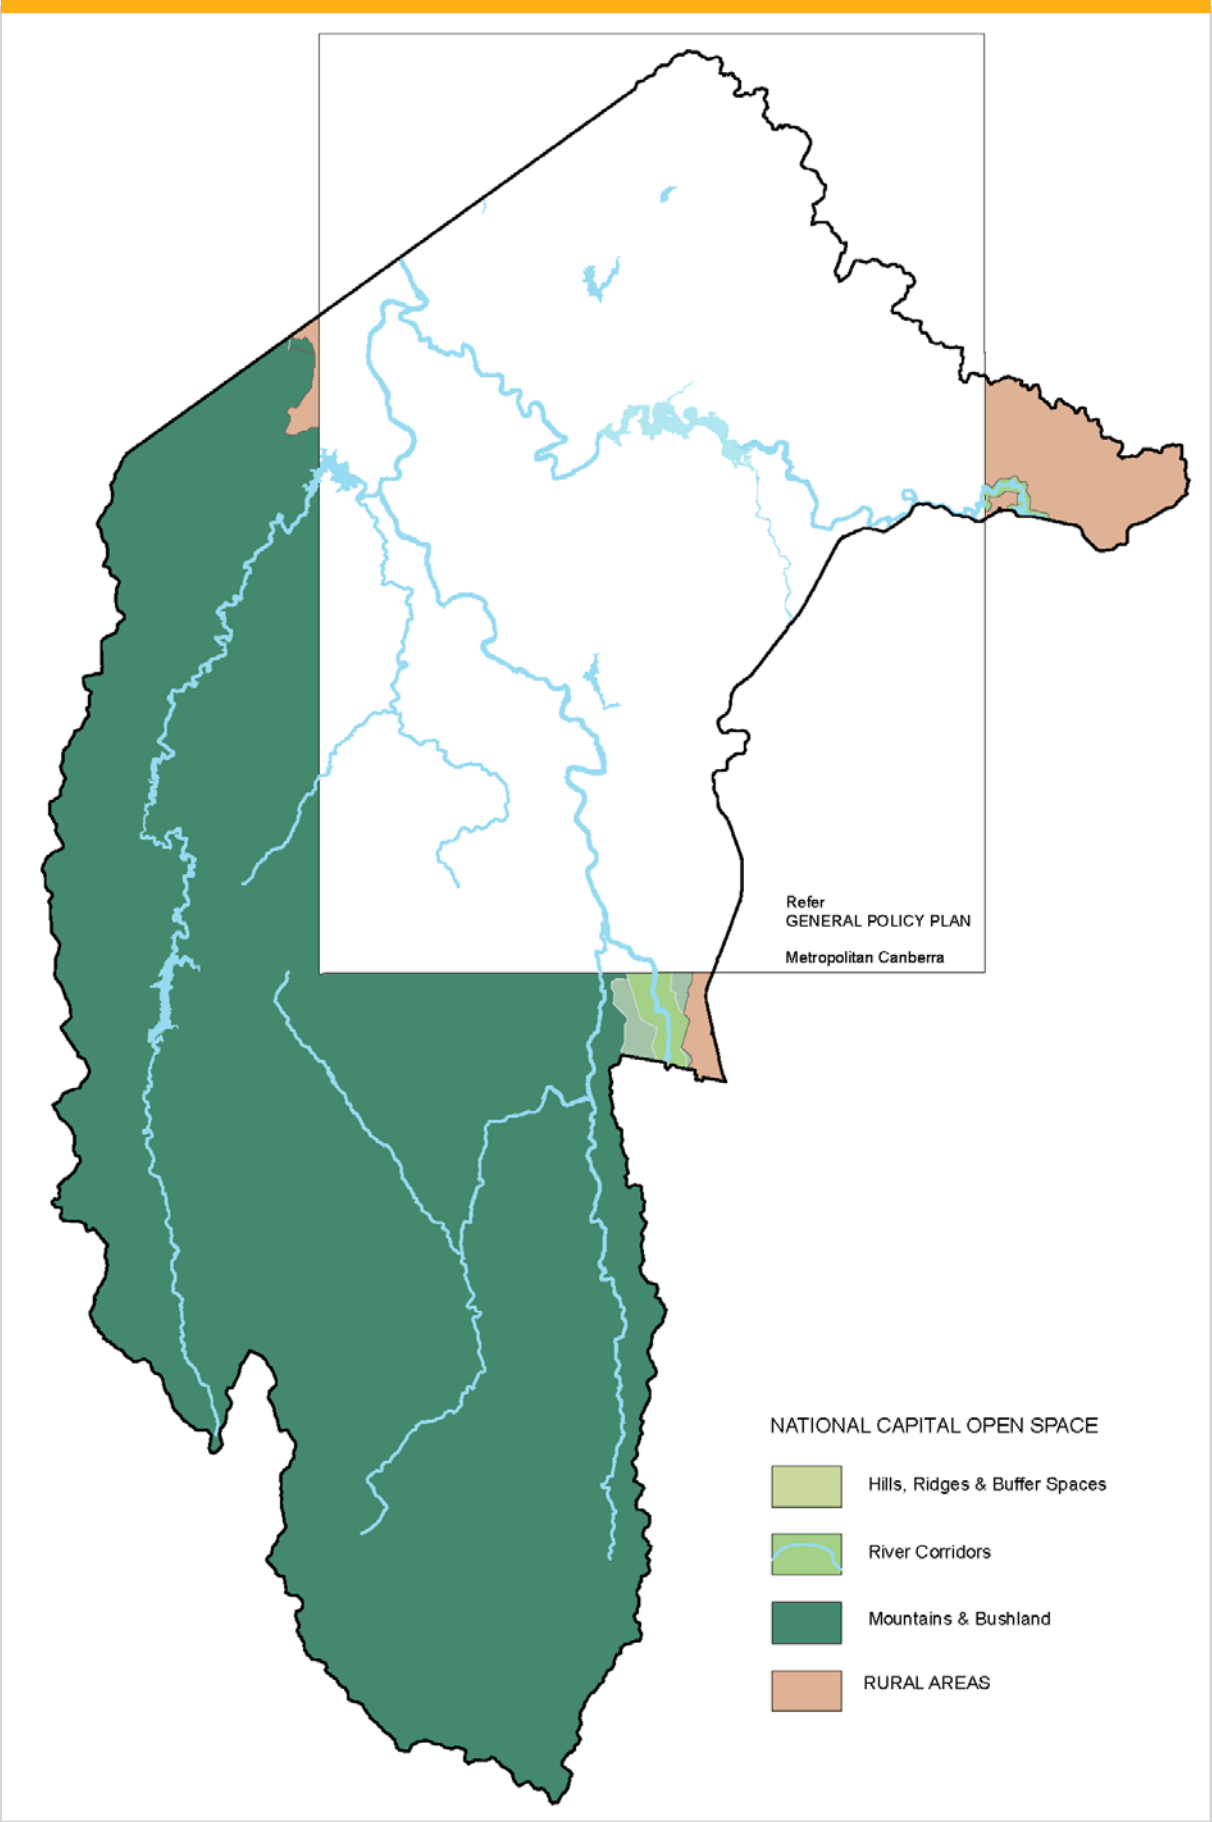 Refer
GENERAL POLICY PLAN
Metropolitan Canberra
NATIONAL CAPITAL OPEN SPACE
Hills, Ridges & Buffer Spaces
River Corridors
Mountains & Bushland
RURAL AREAS